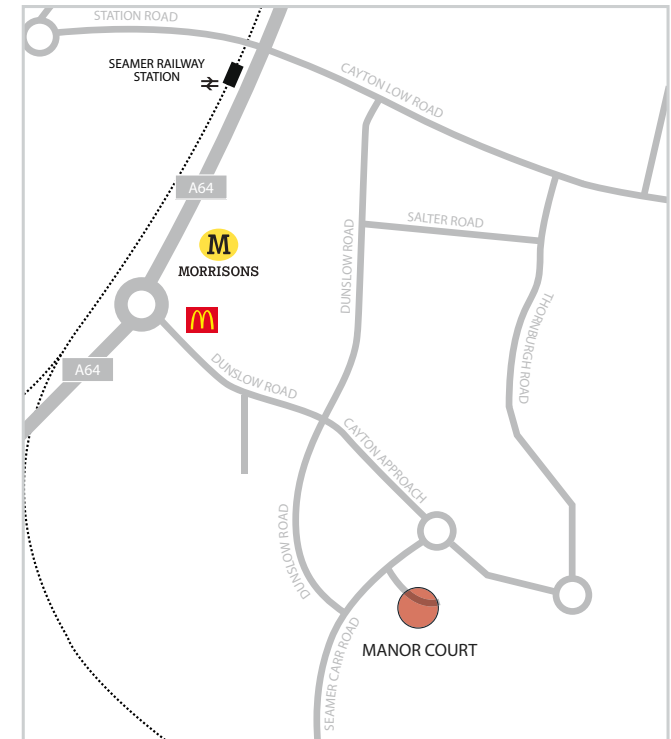 STATION ROAD
SEAMER RAILWAY
STATION
CAYTON LOW ROAD
A64
SALTER ROAD
DUNSLOW ROAD
M
MORRISONS
THORNBURGH ROAD
M
A64
DUNSLOW ROAD
CAYTON APPROACH
DUNSLOW ROAD
MANOR COURT
SEAMER CARR ROAD